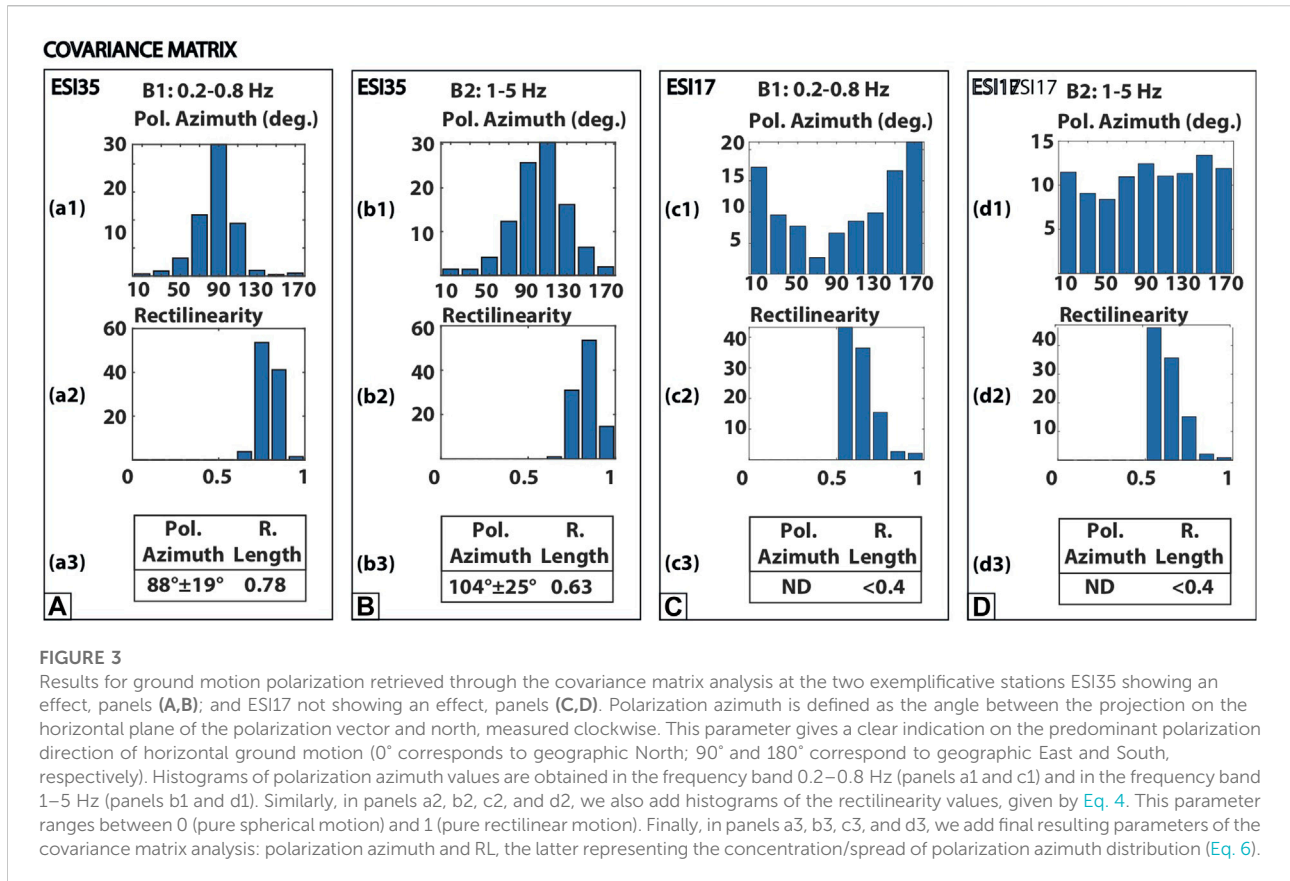 COVARIANCE MATRIX
ESI35
B1: 0.2-0.8 Hz
Pol. Azimuth (deg.)
(a1)
30
20
10
10 50 90 130 170
Rectilinearity
(a2)
60
40
20
0 0.5 1
(a3)
Pol. R.
Azimuth Length
88°±19° 0.78
A
ESI35
B2: 1-5 Hz
Pol. Azimuth (deg.)
(b1)
30
20
10
10 50 90 130 170
Rectilinearity
(b2)
60
40
20
0 0.5 1
(b3)
Pol. R.
Azimuth Length
104°±25° 0.63
B
ESI17
B1: 0.2-0.8 Hz
Pol. Azimuth (deg.)
(c1)
20
15
10
5
10 50 90 130 170
Rectilinearity
(c2)
40
30
20
10
0 0.5 1
(c3)
Pol. R.
Azimuth Length
ND <0.4
C
ESI17 ESI17
B2: 1-5 Hz
Pol. Azimuth (deg.)
(d1)
15
10
5
10 50 90 130 170
Rectilinearity
(d2)
40
30
20
10
0 0.5 1
(d3)
Pol. R.
Azimuth Length
ND <0.4
D
FIGURE 3
Results for ground motion polarization retrieved through the covariance matrix analysis at the two exemplificative stations ESI35 showing an
effect, panels (A,B); and ESI17 not showing an effect, panels (C,D). Polarization azimuth is defined as the angle between the projection on the
horizontal plane of the polarization vector and north, measured clockwise. This parameter gives a clear indication on the predominant polarization
direction of horizontal ground motion (0° corresponds to geographic North; 90° and 180° correspond to geographic East and South,
respectively). Histograms of polarization azimuth values are obtained in the frequency band 0.2–0.8 Hz (panels a1 and c1) and in the frequency band
1–5 Hz (panels b1 and d1). Similarly, in panels a2, b2, c2, and d2, we also add histograms of the rectilinearity values, given by Eq. 4. This parameter
ranges between 0 (pure spherical motion) and 1 (pure rectilinear motion). Finally, in panels a3, b3, c3, and d3, we add final resulting parameters of the
covariance matrix analysis: polarization azimuth and RL, the latter representing the concentration/spread of polarization azimuth distribution (Eq. 6).